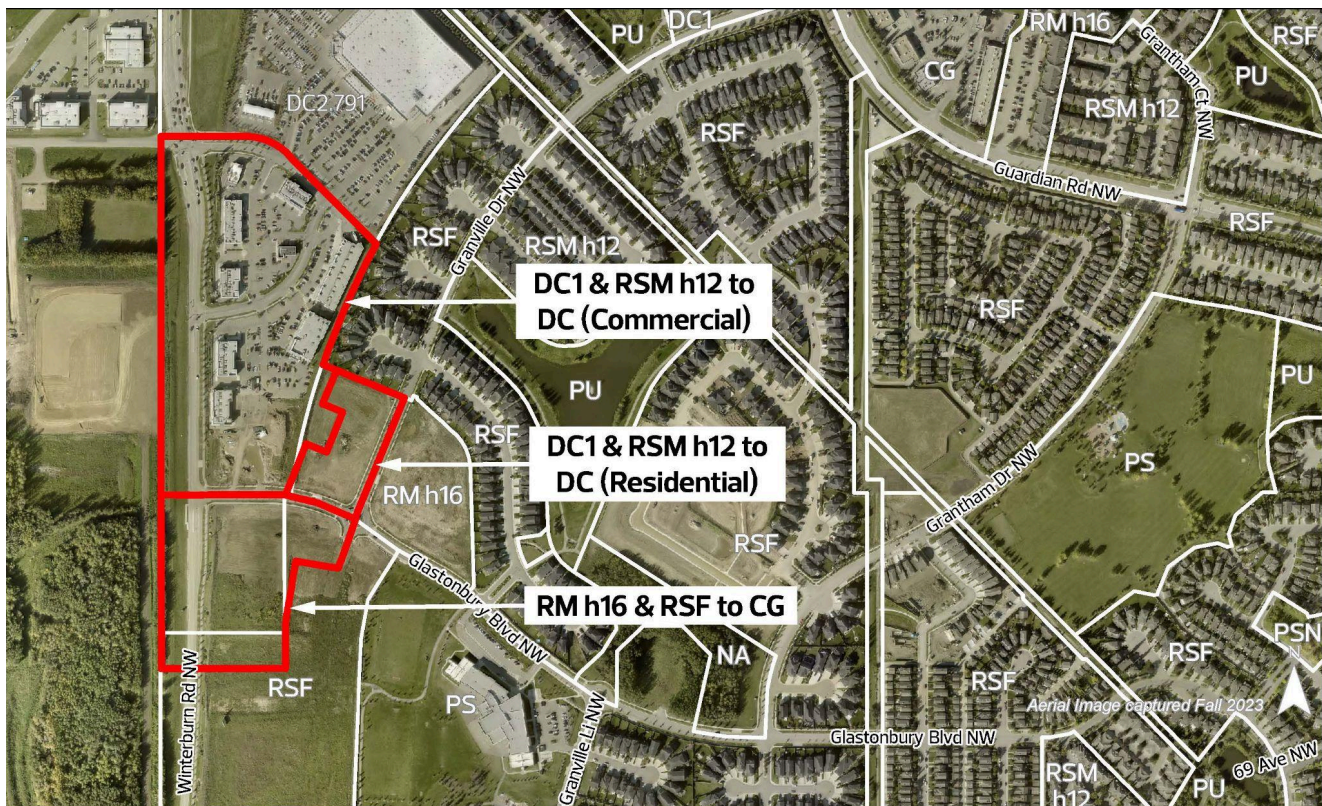 PU
DC1
RM h16
Grantham Ct NW
RSF
PU
CG
RSM h12
DC2.791
RSF
Guardian Rd NW
RSF
Granville Dr NW
RSF
RSM h12
DC1 & RSM h12 to
DC (Commercial)
RSF
PU
PU
RSF
DC1 & RSM h12 to
DC (Residential)
RM h16
PS
Grantham Dr NW
RSF
RSF
Glastonbury Blvd NW
RM h16 & RSF to CG
PSN
N
NA
RSF
RSF
Winterburn Rd NW
RSF
PS
Granville Li NW
Aerial Image captured Fall 2023
Glastonbury Blvd NW
69 Ave NW
RSM
h12
PU